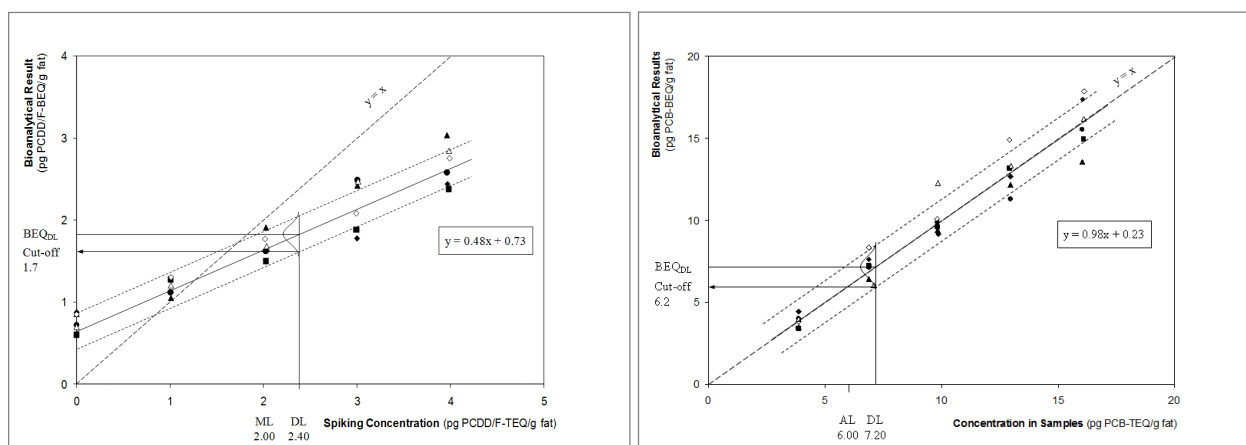 Bioanalytical Result
(pg PCDD/F-BEQ/g fat)
4
3
2
1
0
y = x
BEQDL
Cut-off
1.7
y = 0.48x + 0.73
0 1 2 3 4 5
ML DL Spiking Concentration (pg PCDD/F-TEQ/g fat)
2.00 2.40
Bloanalytical Results
(pg PCB-BEQ/g fat)
20
15
10
5
0
y = x
BEQDL
Cut-off
6.2
y = 0.98x + 0.23
0 5 10 15 20
AL DL Concentration in Samples (pg PCB-TEQ/g fat)
6.00 7.20